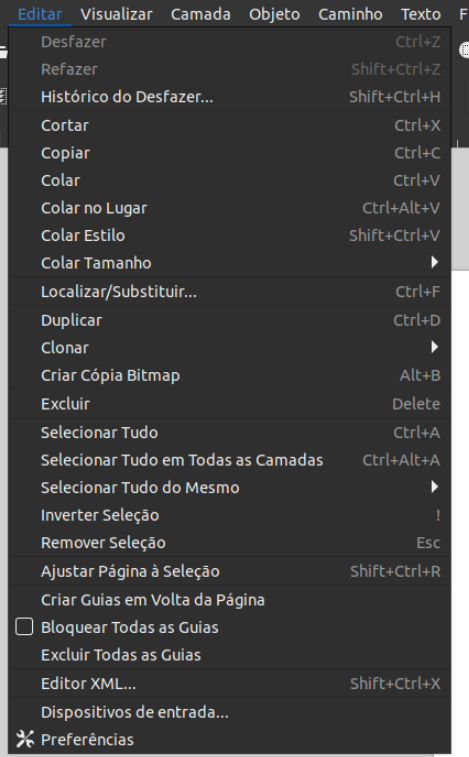 Editar Visualizar Camada Objeto Caminho Texto F
Desfazer Ctrl+Z
Refazer Shift+Ctrl+Z
Histórico do Desfazer... Shift+Ctrl+H
Cortar Ctrl+X
Copiar Ctrl+C
Colar Ctrl+V
Colar no Lugar Ctrl+Alt+V
Colar Estilo Shift+Ctrl+V
Colar Tamanho
Localizar/Substituir... Ctrl+F
Duplicar Ctrl+D
Clonar
Criar Cópia Bitmap Alt+B
Excluir Delete
Selecionar Tudo Ctrl+A
Selecionar Tudo em Todas as Camadas Ctrl+Alt+A
Selecionar Tudo do Mesmo
Inverter Seleção !
Remover Seleção Esc
Ajustar Página à Seleção Shift+Ctrl+R
Criar Guias em Volta da Página
Bloquear Todas as Guias
Excluir Todas as Guias
Editor XML... Shift+Ctrl+X
Dispositivos de entrada...
Preferências